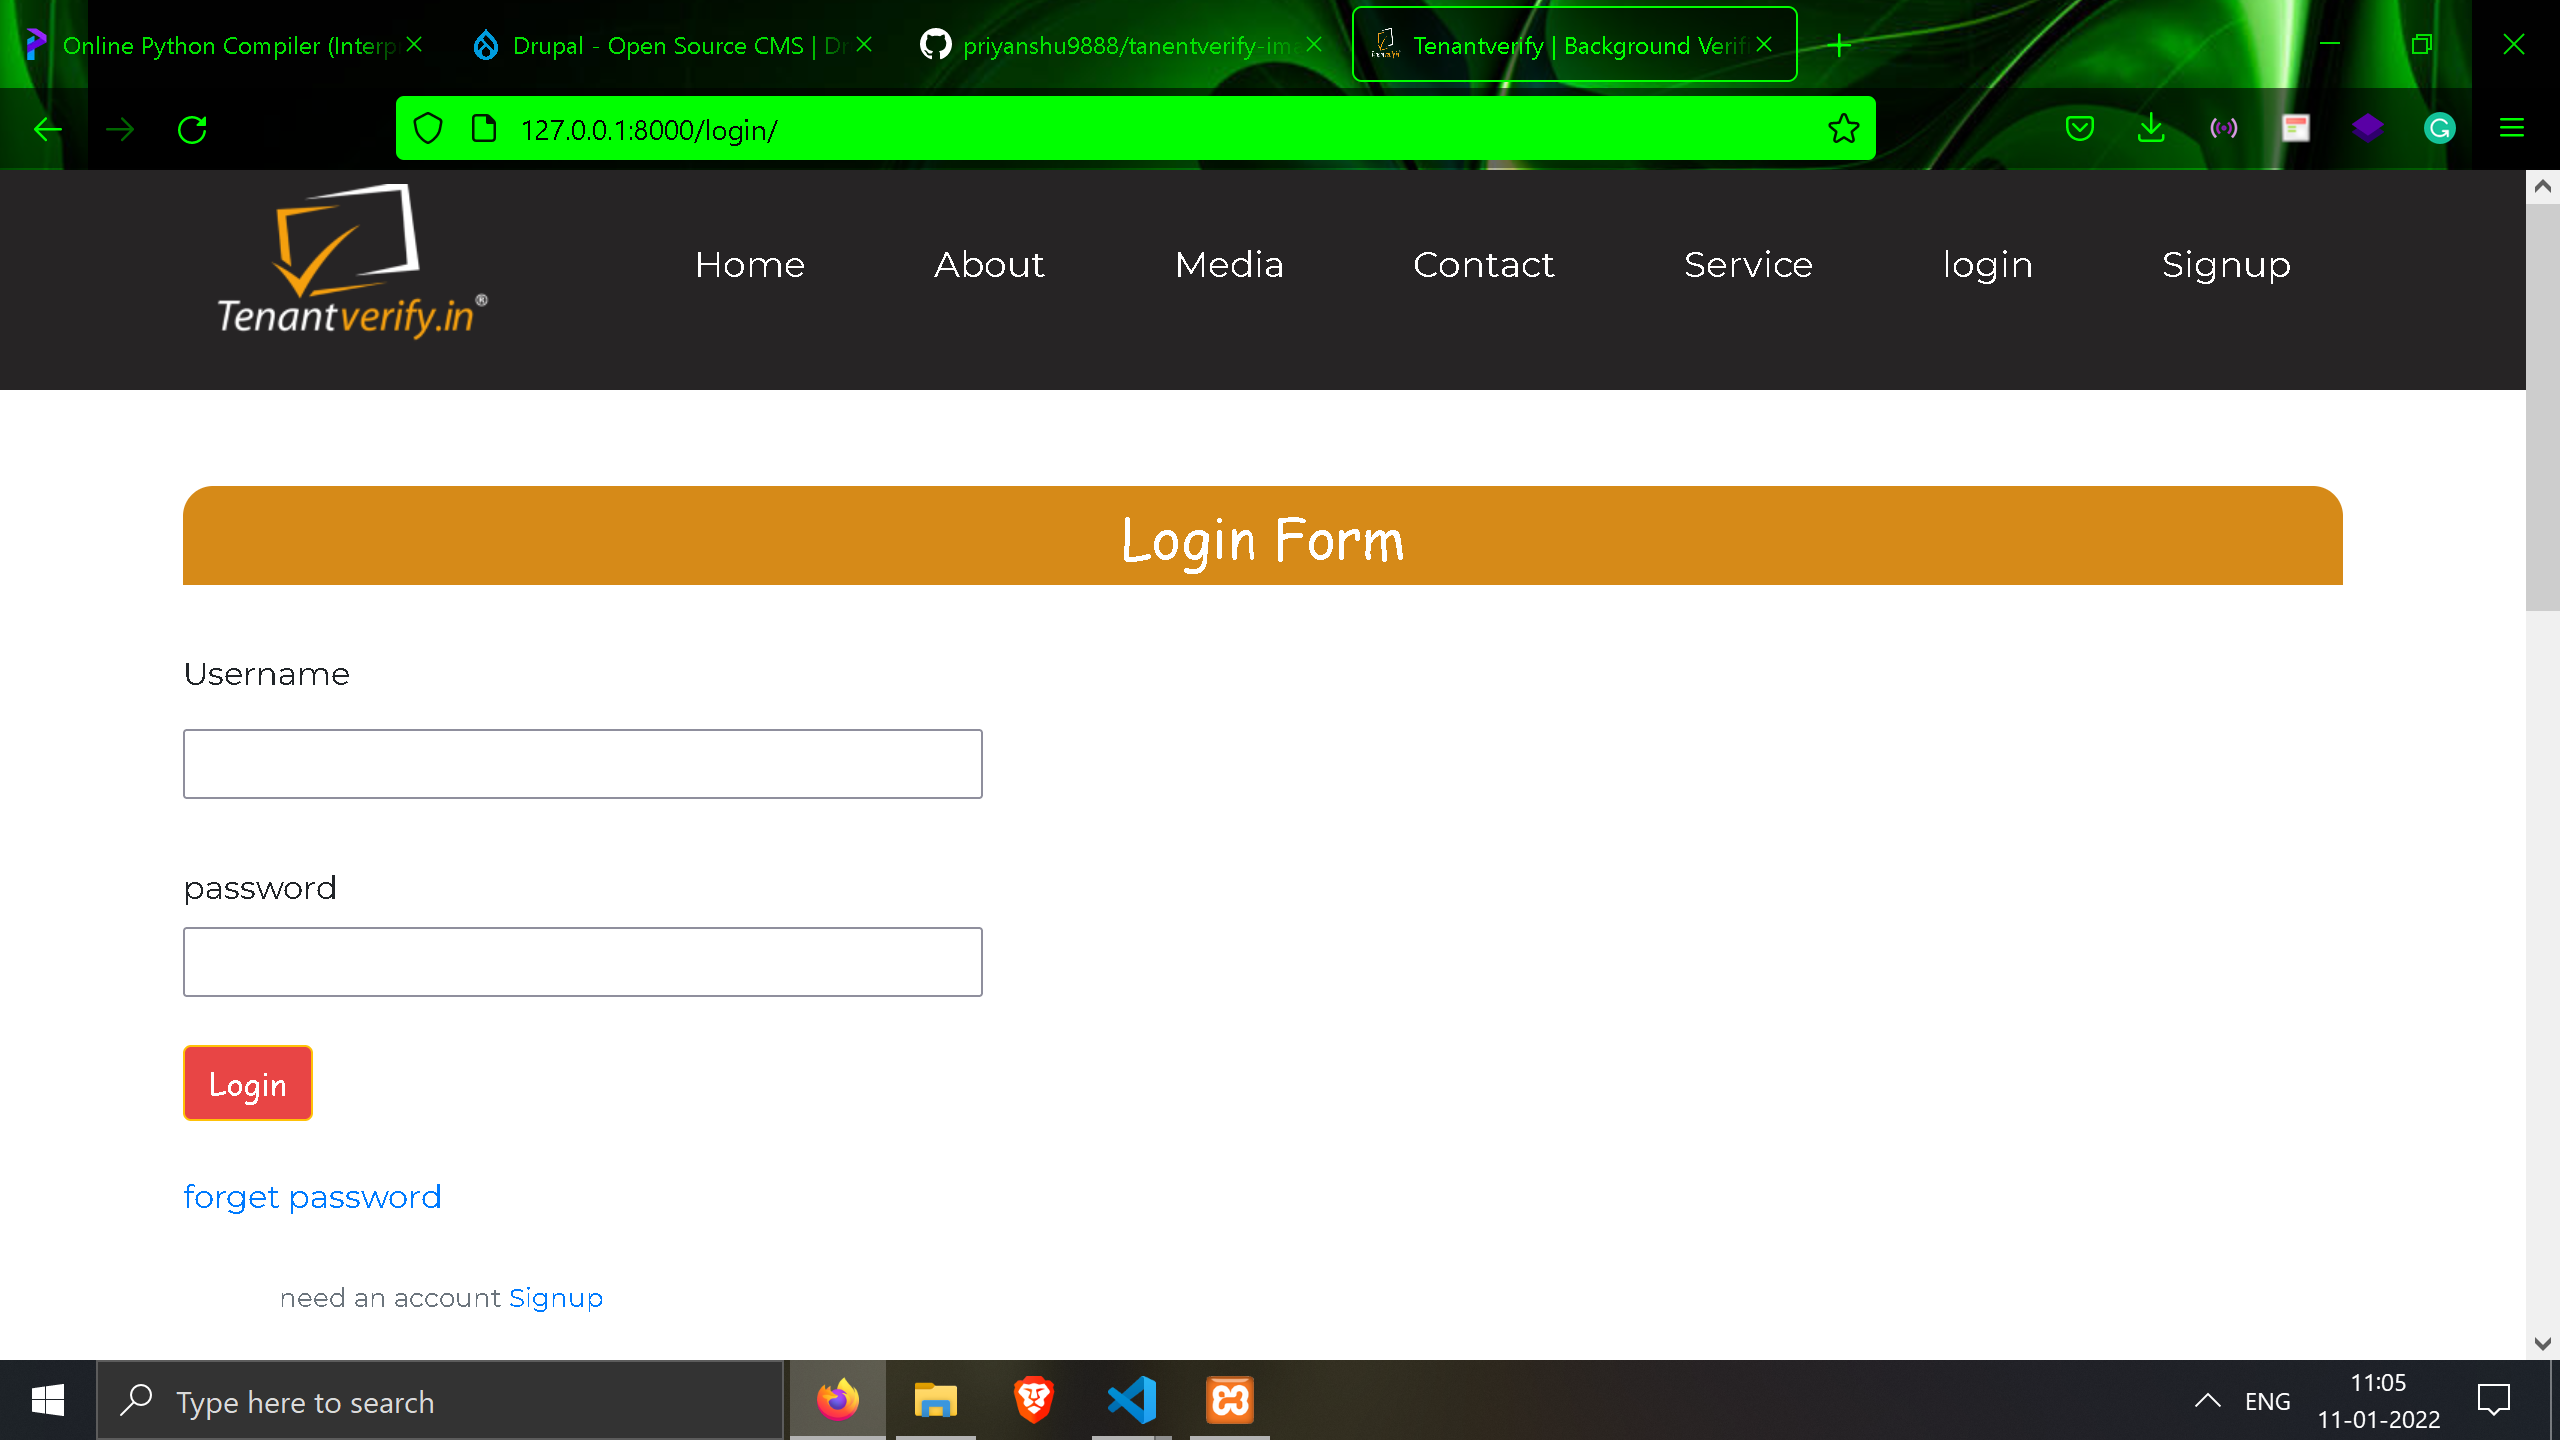 Online Python Compiler (Interp
Drupal - Open Source CMS | Dr
priyanshu9888/tanentverify-ima
Tenantverify | Background Verif
127.0.0.1:8000/login/
Tenantverify.in®
Home
About
Media
Contact
Service
login
Signup
Login Form
Username
password
Login
forget password
need an account Signup
Type here to search
ENG
11:05
11-01-2022